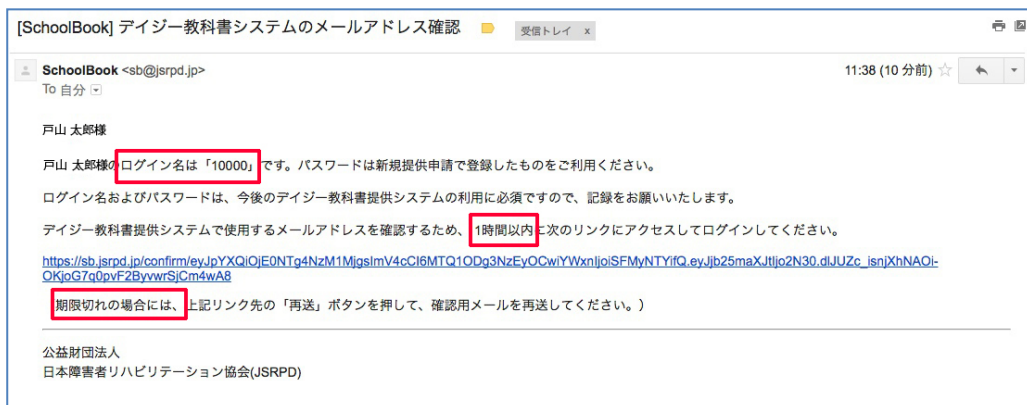 [SchoolBook] デイジー教科書システムのメールアドレス確認 受信トレイ x
SchoolBook <sb@jsrpd.jp> 11:38 (10 分前)
To 自分
戸山 太郎様
戸山 太郎様のログイン名は「10000」です。パスワードは新規提供申請で登録したものをご利用ください。
ログイン名およびパスワードは、今後のデイジー教科書提供システムの利用に必須ですので、記録をお願いいたします。
デイジー教科書提供システムで使用するメールアドレスを確認するため、1時間以内に次のリンクにアクセスしてログインしてください。
https://sb.jsrpd.jp/confirm/eyJpYXQiOjE0NTg4NzM1MjgsImV4cCI6MTQ1ODg3NzEyOCwiYWxnIjoiSFMyNTYifQ.eyJjb25maXJtIjo2N30.dlJUZc_isnjXhNAOi-
OKjoG7q0pvF2ByvwrSjCm4wA8
期限切れの場合には、上記リンク先の「再送」ボタンを押して、確認用メールを再送してください。）
公益財団法人
日本障害者リハビリテーション協会(JSRPD)